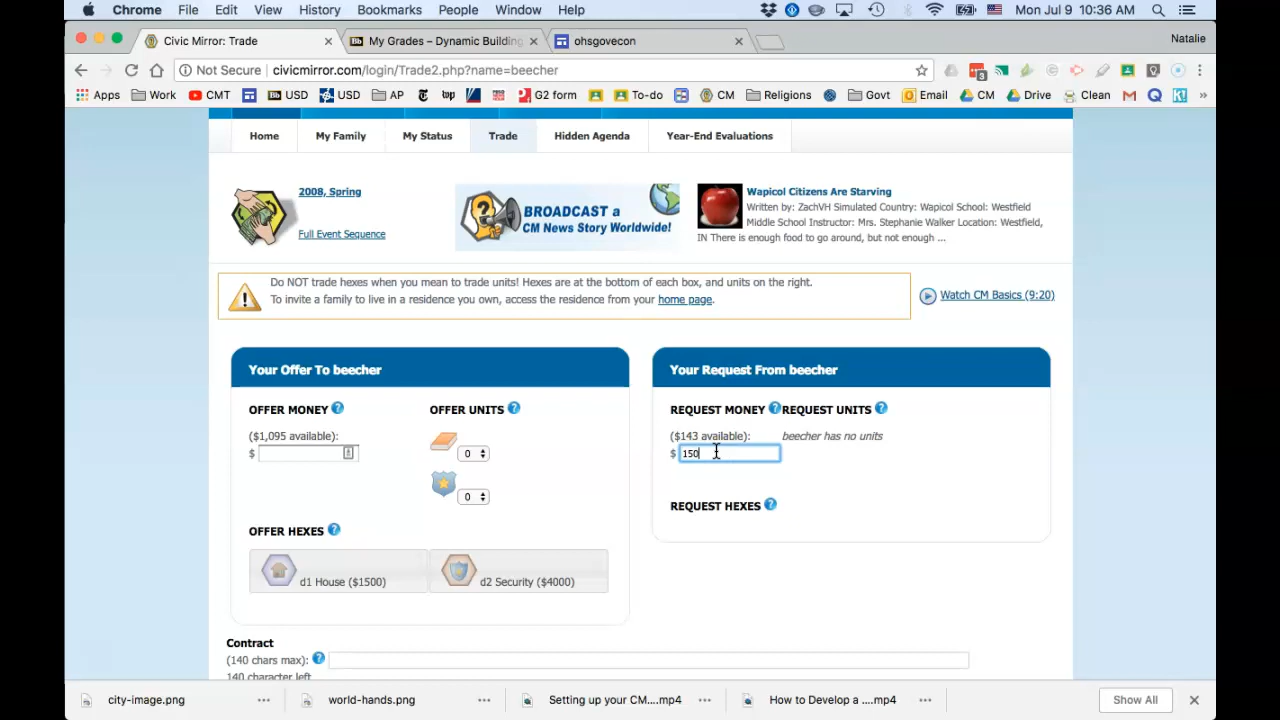 Chrome File Edit View History Bookmarks People Window Help Mon Jul 9 10:36 AM
Civic Mirror: Trade My Grades – Dynamic Building ohsgovecon Natalie
Not Secure civicmirror.com/login/Trade2.php?name=beecher 3
Apps Work CMT USD USD AP G2 form To-do CM Religions Govt Email CM Drive Clean
Home My Family My Status Trade Hidden Agenda Year-End Evaluations
2008, Spring
Full Event Sequence
BROADCAST a
CM News Story Worldwide!
Wapicol Citizens Are Starving
Written by: ZachVH Simulated Country: Wapicol School: Westfield
Middle School Instructor: Mrs. Stephanie Walker Location: Westfield,
IN There is enough food to go around, but not enough ...
Do NOT trade hexes when you mean to trade units! Hexes are at the bottom of each box, and units on the right.
To invite a family to live in a residence you own, access the residence from your home page.
Watch CM Basics (9:20)
Your Offer To beecher
OFFER MONEY ? OFFER UNITS ?
($1,095 available):
$ 0
0
OFFER HEXES ?
d1 House ($1500) d2 Security ($4000)
Your Request From beecher
REQUEST MONEY ? REQUEST UNITS ?
($143 available): beecher has no units
$ 150
REQUEST HEXES ?
Contract
(140 chars max): ?
140 character left
city-image.png world-hands.png Setting up your CM....mp4 How to Develop a ....mp4 Show All